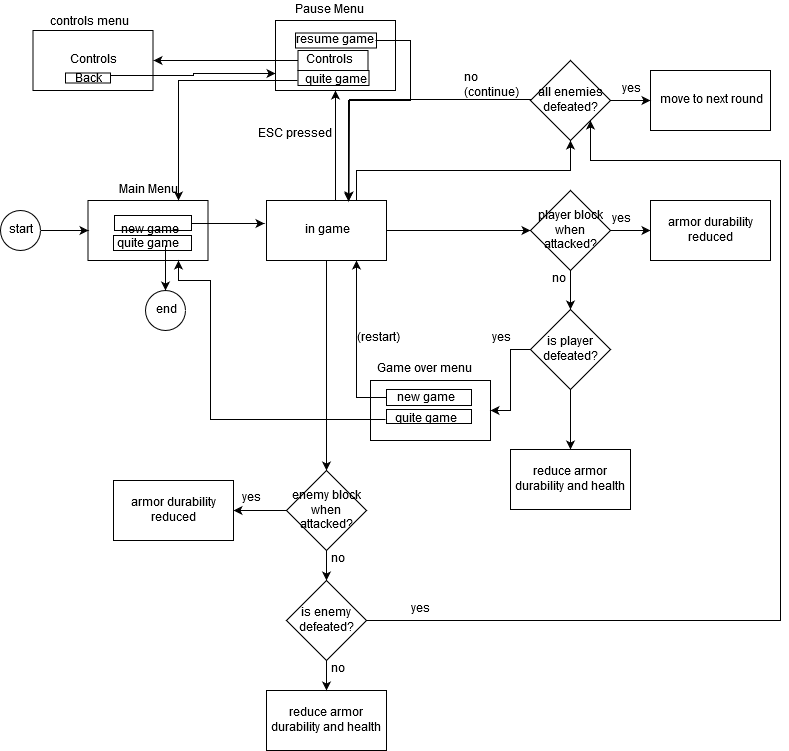 controls menu
Controls
Back
Pause Menu
resume game
Controls
quite game
no
(continue)
all enemies
defeated?
yes
move to next round
ESC pressed
Main Menu
start
new game
quite game
end
in game
player block
when
attacked?
yes
armor durability
reduced
no
is player
defeated?
yes
(restart)
Game over menu
new game
quite game
reduce armor
durability and health
armor durability
reduced
yes
enemy block
when
attacked?
no
is enemy
defeated?
yes
no
reduce armor
durability and health